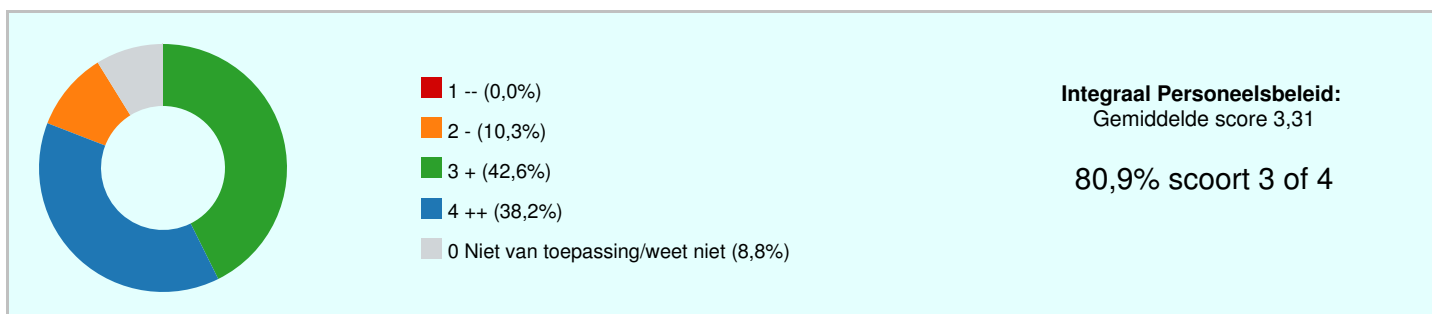 1 -- (0,0%)
2 - (10,3%)
3 + (42,6%)
4 ++ (38,2%)
0 Niet van toepassing/weet niet (8,8%)
Integraal Personeelsbeleid:
Gemiddelde score 3,31
80,9% scoort 3 of 4